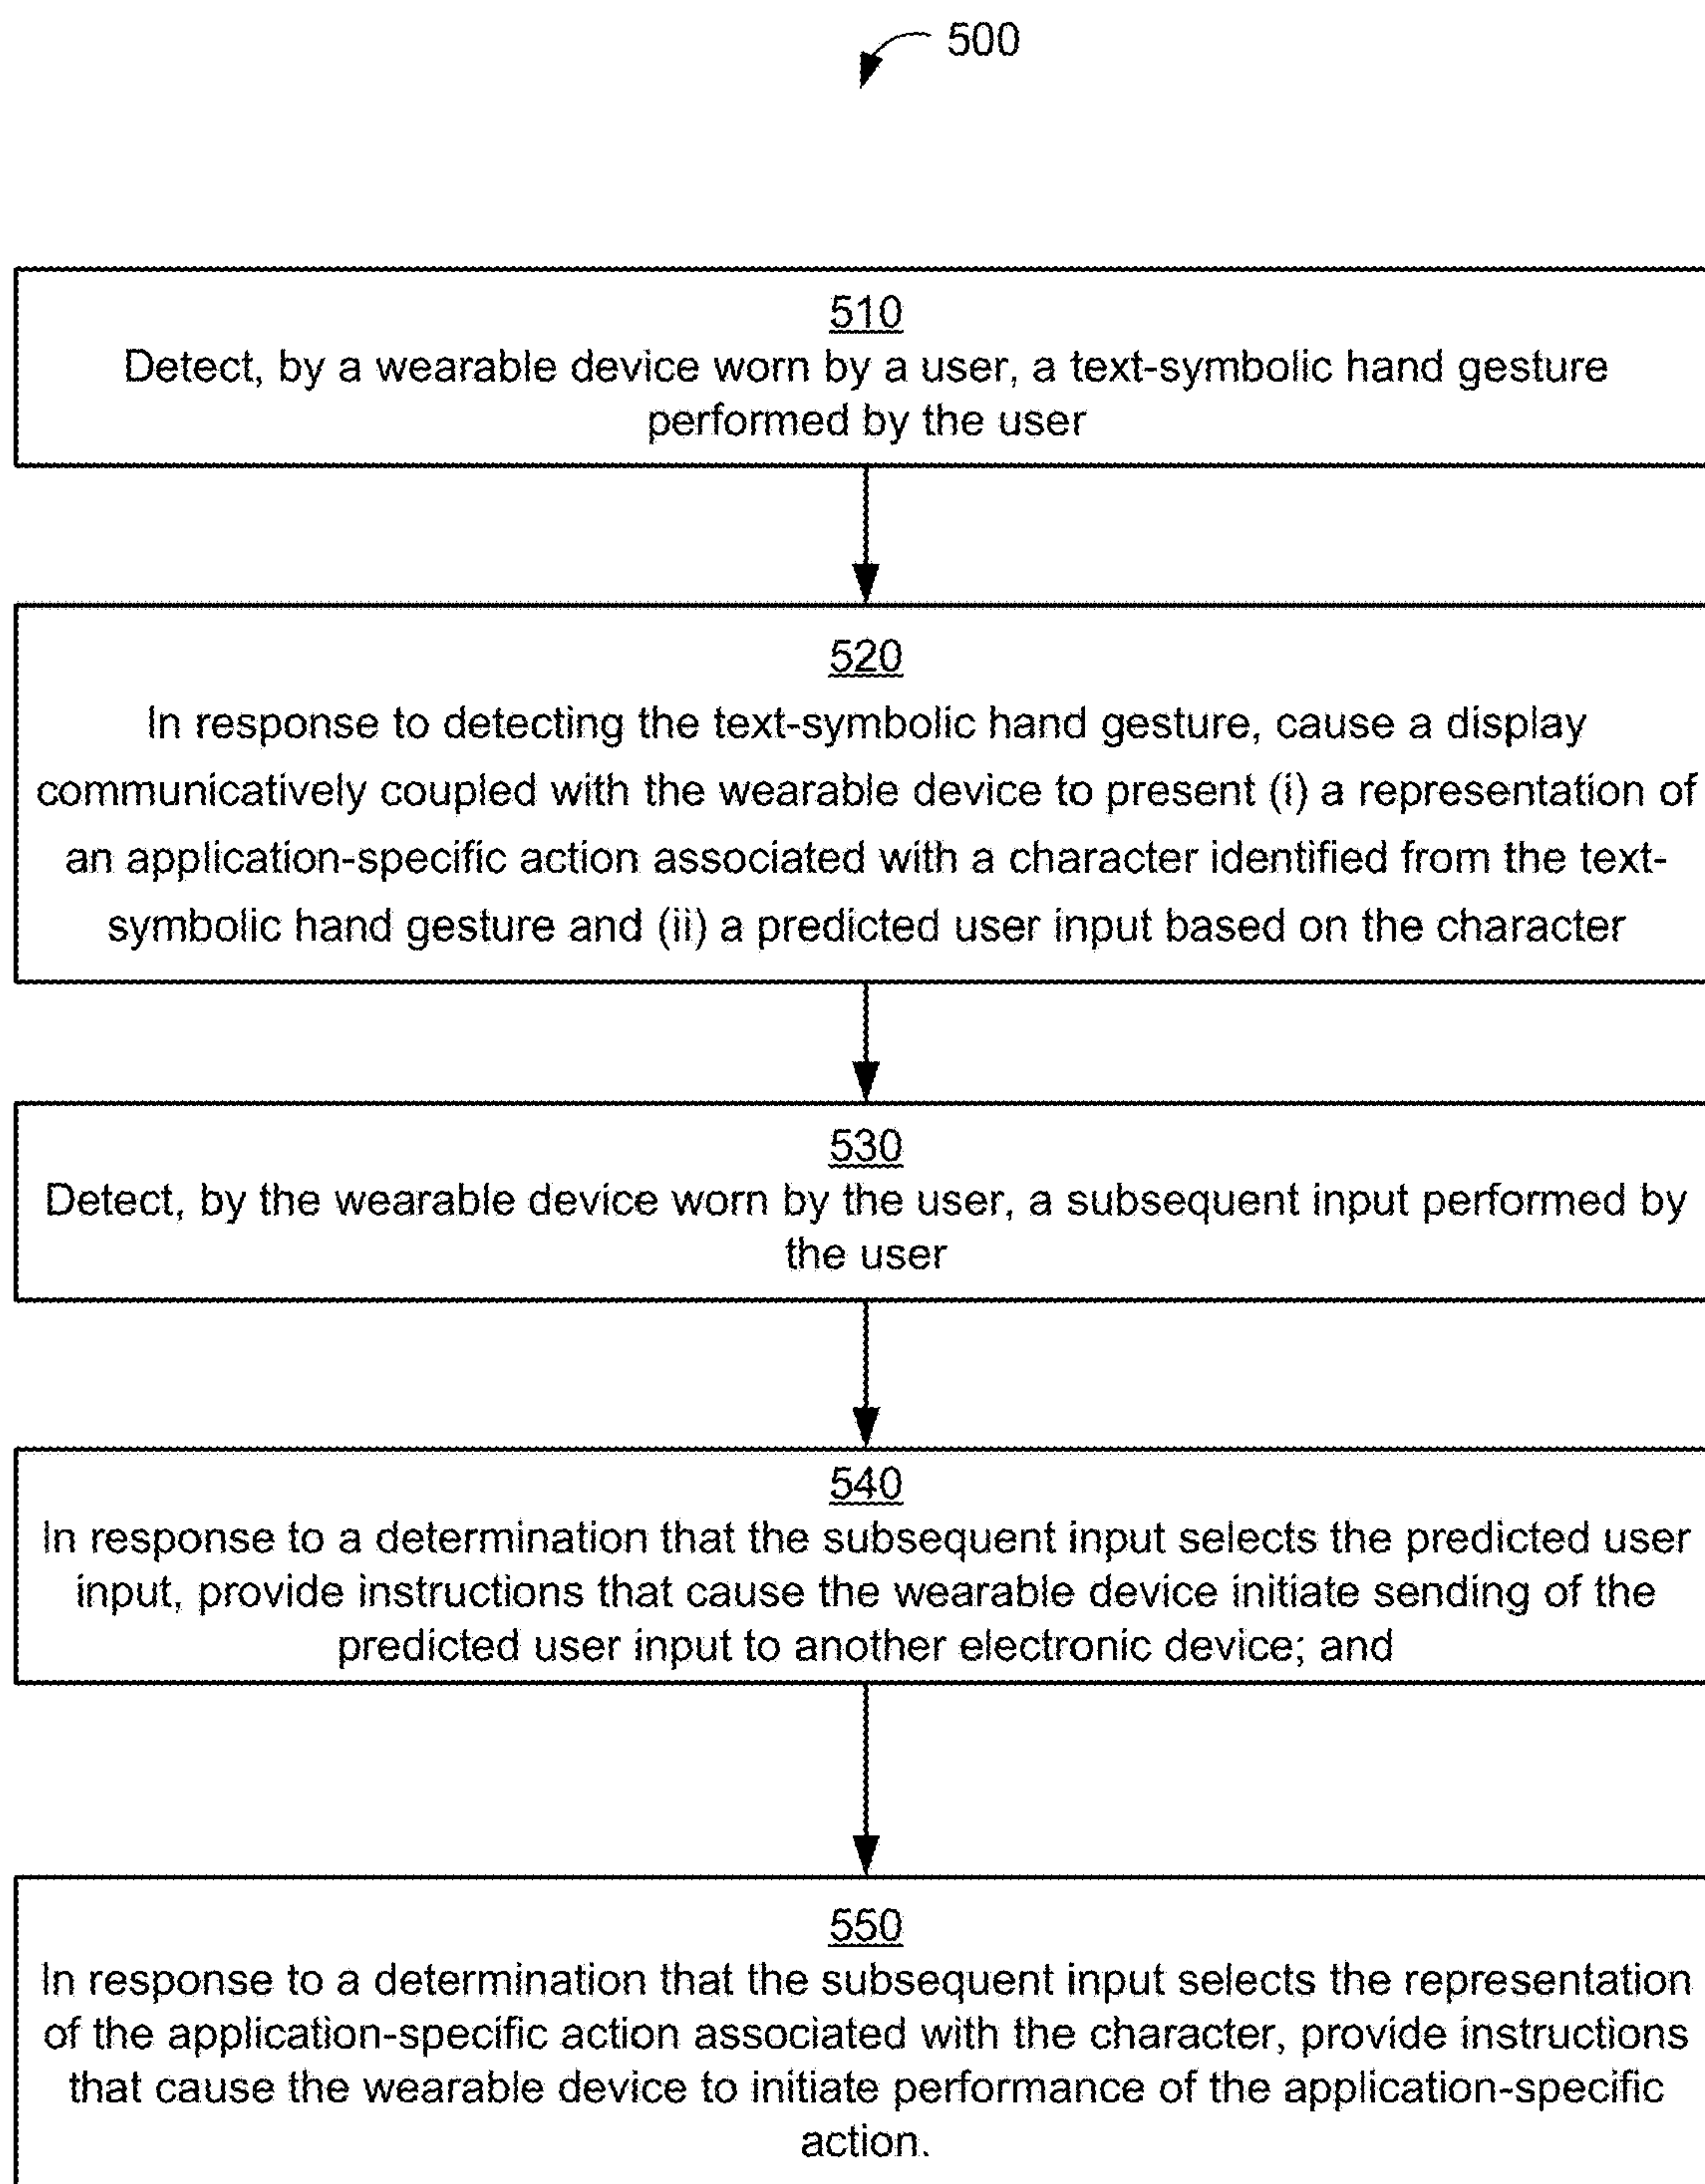 500
510
Detect, by a wearable device worn by a user, a text-symbolic hand gesture
performed by the user
520
In response to detecting the text-symbolic hand gesture, cause a display
communicatively coupled with the wearable device to present (i) a representation of
an application-specific action associated with a character identified from the text-
symbolic hand gesture and (ii) a predicted user input based on the character
530
Detect, by the wearable device worn by the user, a subsequent input performed by
the user
540
In response to a determination that the subsequent input selects the predicted user
input, provide instructions that cause the wearable device initiate sending of the
predicted user input to another electronic device; and
550
In response to a determination that the subsequent input selects the representation
of the application-specific action associated with the character, provide instructions
that cause the wearable device to initiate performance of the application-specific
action.